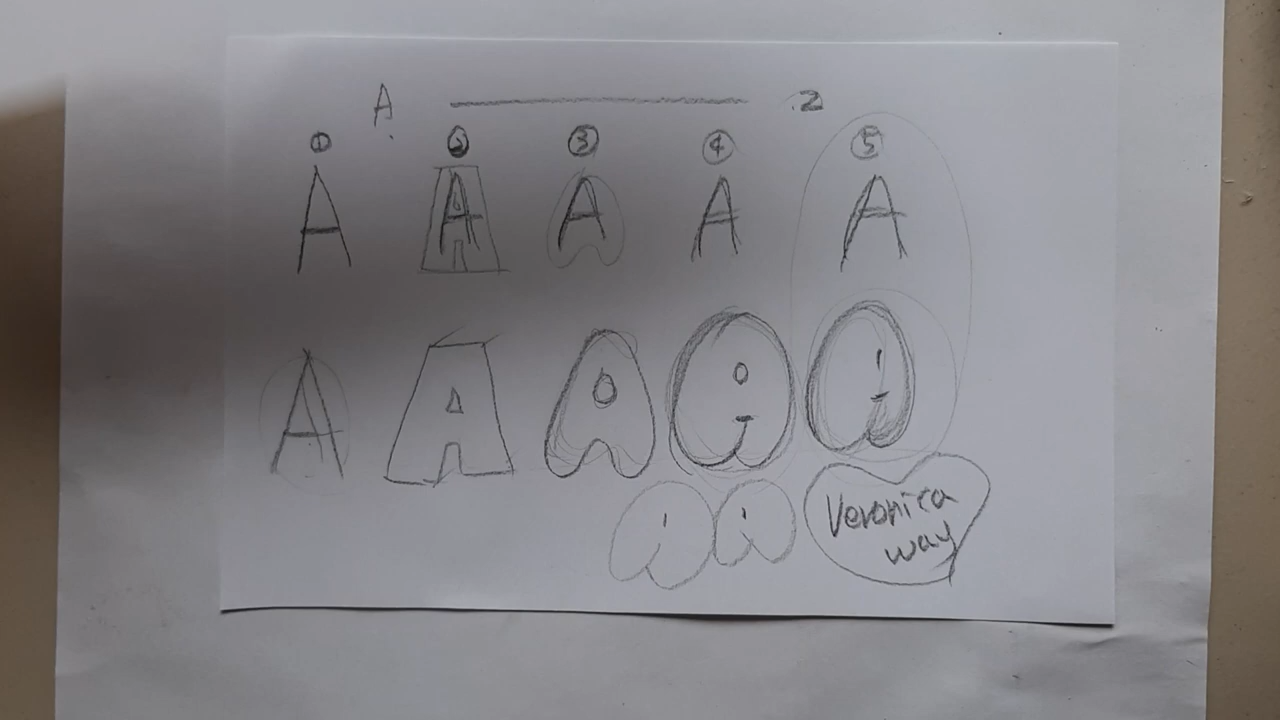 A ———— 2
① ② ③ ④ ⑤
A A A A A
A A A A A
A A
Veronica
way